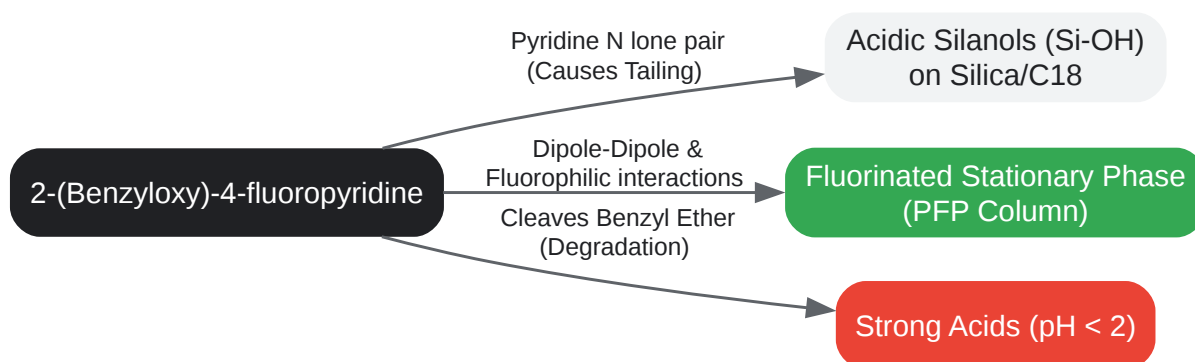 Pyridine N lone pair
(Causes Tailing)
Acidic Silanols (Si-OH)
on Silica/C18
2-(Benzyloxy)-4-fluoropyridine
Dipole-Dipole &
Fluorophilic interactions
Fluorinated Stationary Phase
(PFP Column)
Cleaves Benzyl Ether
(Degradation)
Strong Acids (pH < 2)